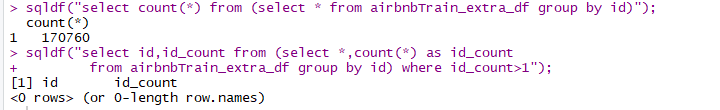 > sqldf("select count(*) from (select * from airbnbTrain_extra_df group by id)");
  count(*)
1   170760
> sqldf("select id,id_count from (select *,count(*) as id_count
+        from airbnbTrain_extra_df group by id) where id_count>1");
[1] id       id_count
<0 rows> (or 0-length row.names)